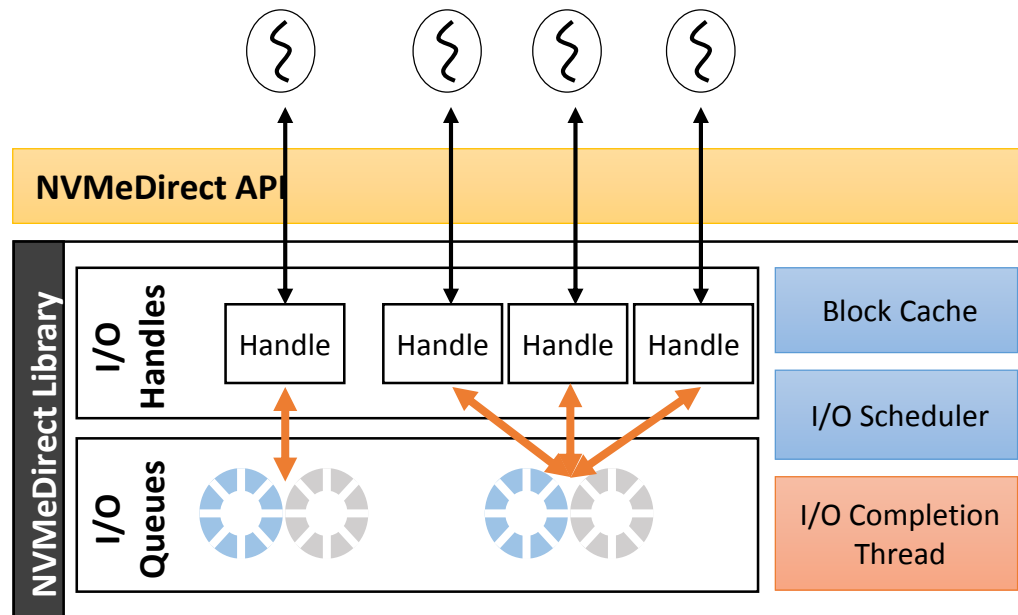 NVMeDirect API
NVMeDirect Library
I/O
Handles
Handle
Handle
Handle
Handle
I/O
Queues
Block Cache
I/O Scheduler
I/O Completion
Thread